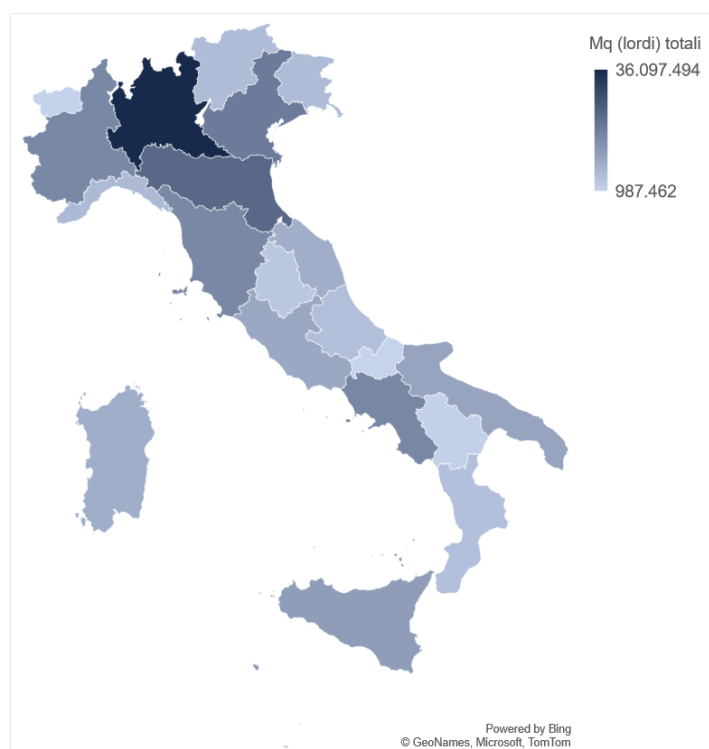 Mq (lordi) totali
36.097.494
987.462
Powered by Bing
© GeoNames, Microsoft, TomTom